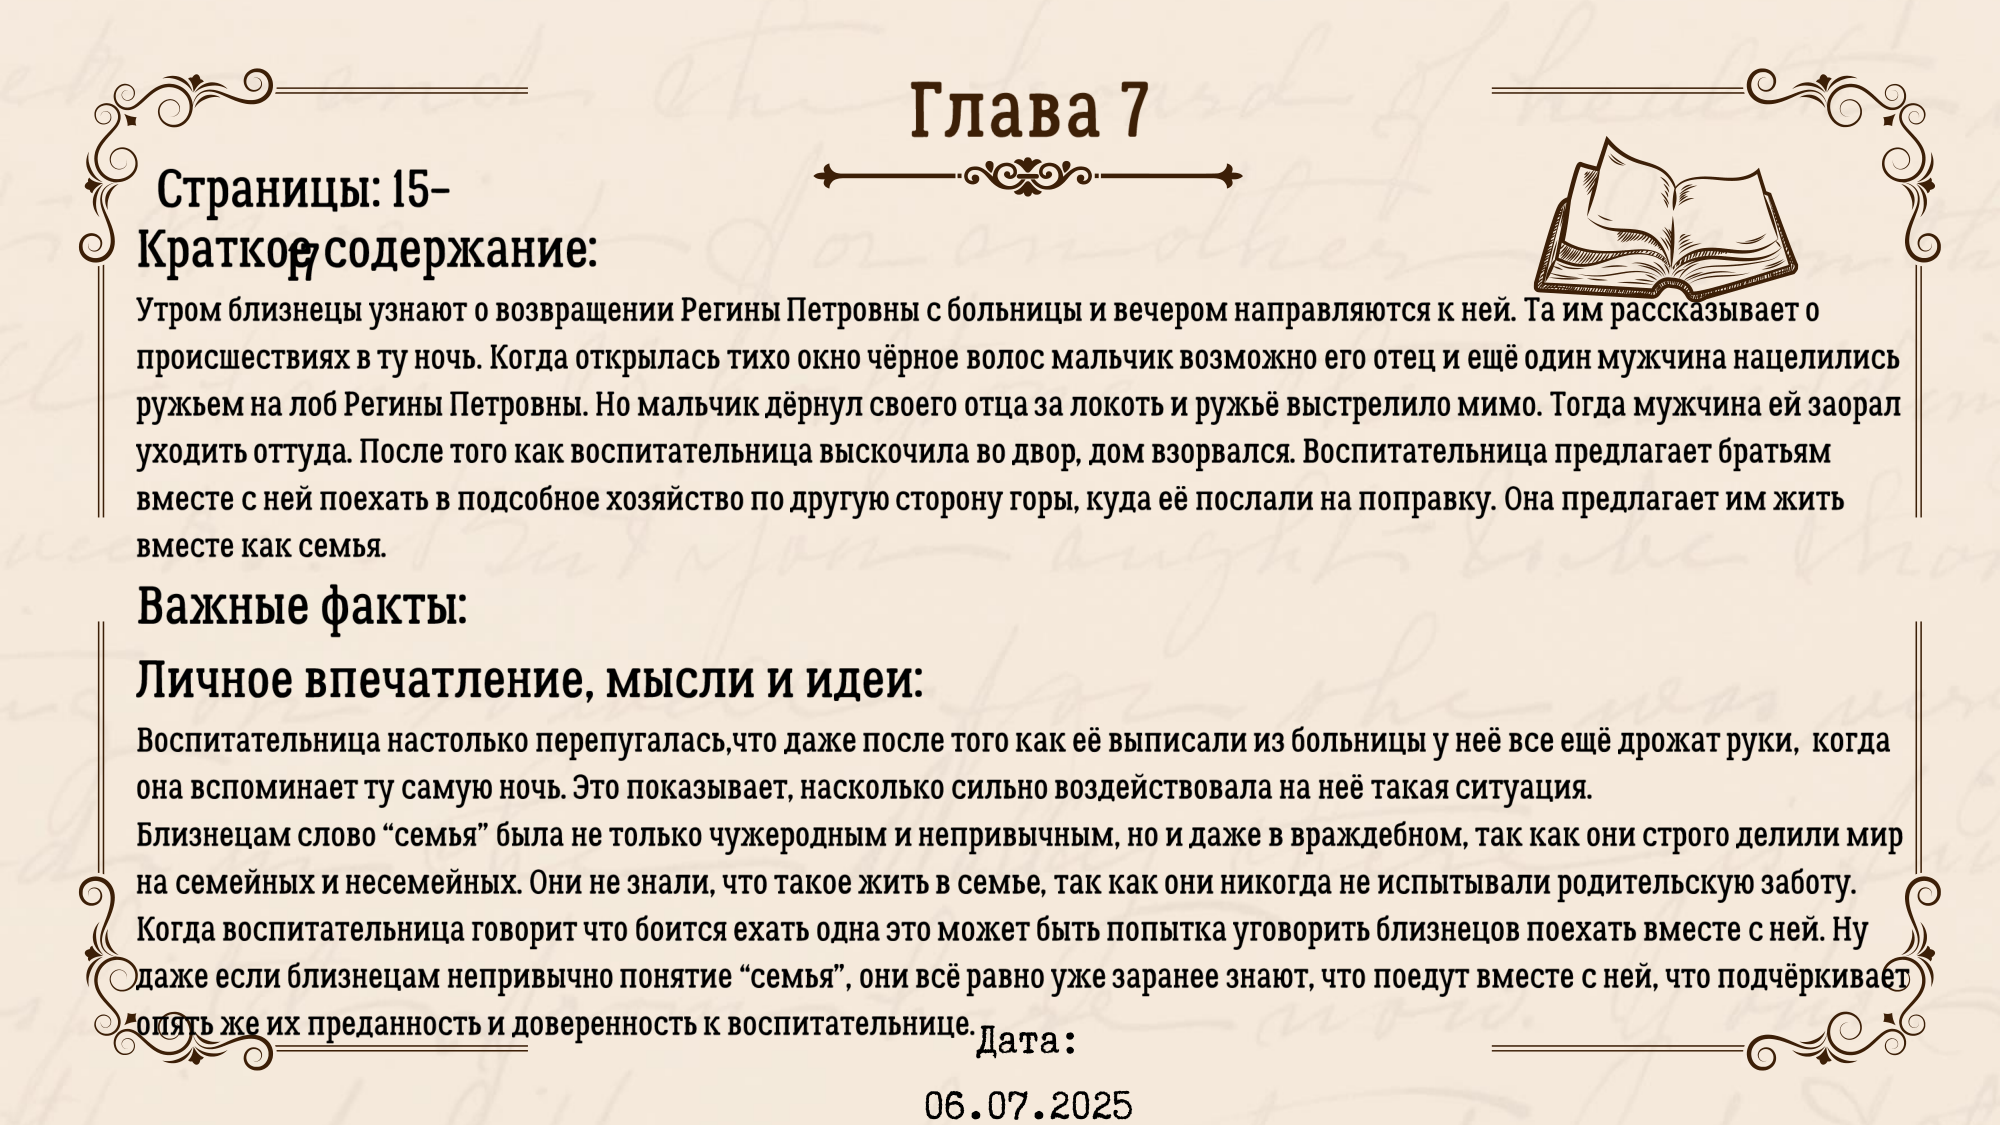 Глава 7
Страницы: 15–
17
Краткое содержание:
Утром близнецы узнают о возвращении Регины Петровны с больницы и вечером направляются к ней. Та им рассказывает о
происшествиях в ту ночь. Когда открылась тихо окно чёрное волос мальчик возможно его отец и ещё один мужчина нацелились
ружьем на лоб Регины Петровны. Но мальчик дёрнул своего отца за локоть и ружьё выстрелило мимо. Тогда мужчина ей заорал
уходить оттуда. После того как воспитательница выскочила во двор, дом взорвался. Воспитательница предлагает братьям
вместе с ней поехать в подсобное хозяйство по другую сторону горы, куда её послали на поправку. Она предлагает им жить
вместе как семья.
Важные факты:
Личное впечатление, мысли и идеи:
Воспитательница настолько перепугалась,что даже после того как её выписали из больницы у неё все ещё дрожат руки,  когда
она вспоминает ту самую ночь. Это показывает, насколько сильно воздействовала на неё такая ситуация.
Близнецам слово “семья” была не только чужеродным и непривычным, но и даже в враждебном, так как они строго делили мир
на семейных и несемейных. Они не знали, что такое жить в семье, так как они никогда не испытывали родительскую заботу.
Когда воспитательница говорит что боится ехать одна это может быть попытка уговорить близнецов поехать вместе с ней. Ну
даже если близнецам непривычно понятие “семья”, они всё равно уже заранее знают, что поедут вместе с ней, что подчёркивает
опять же их преданность и доверенность к воспитательнице.
Дата:
06.07.2025